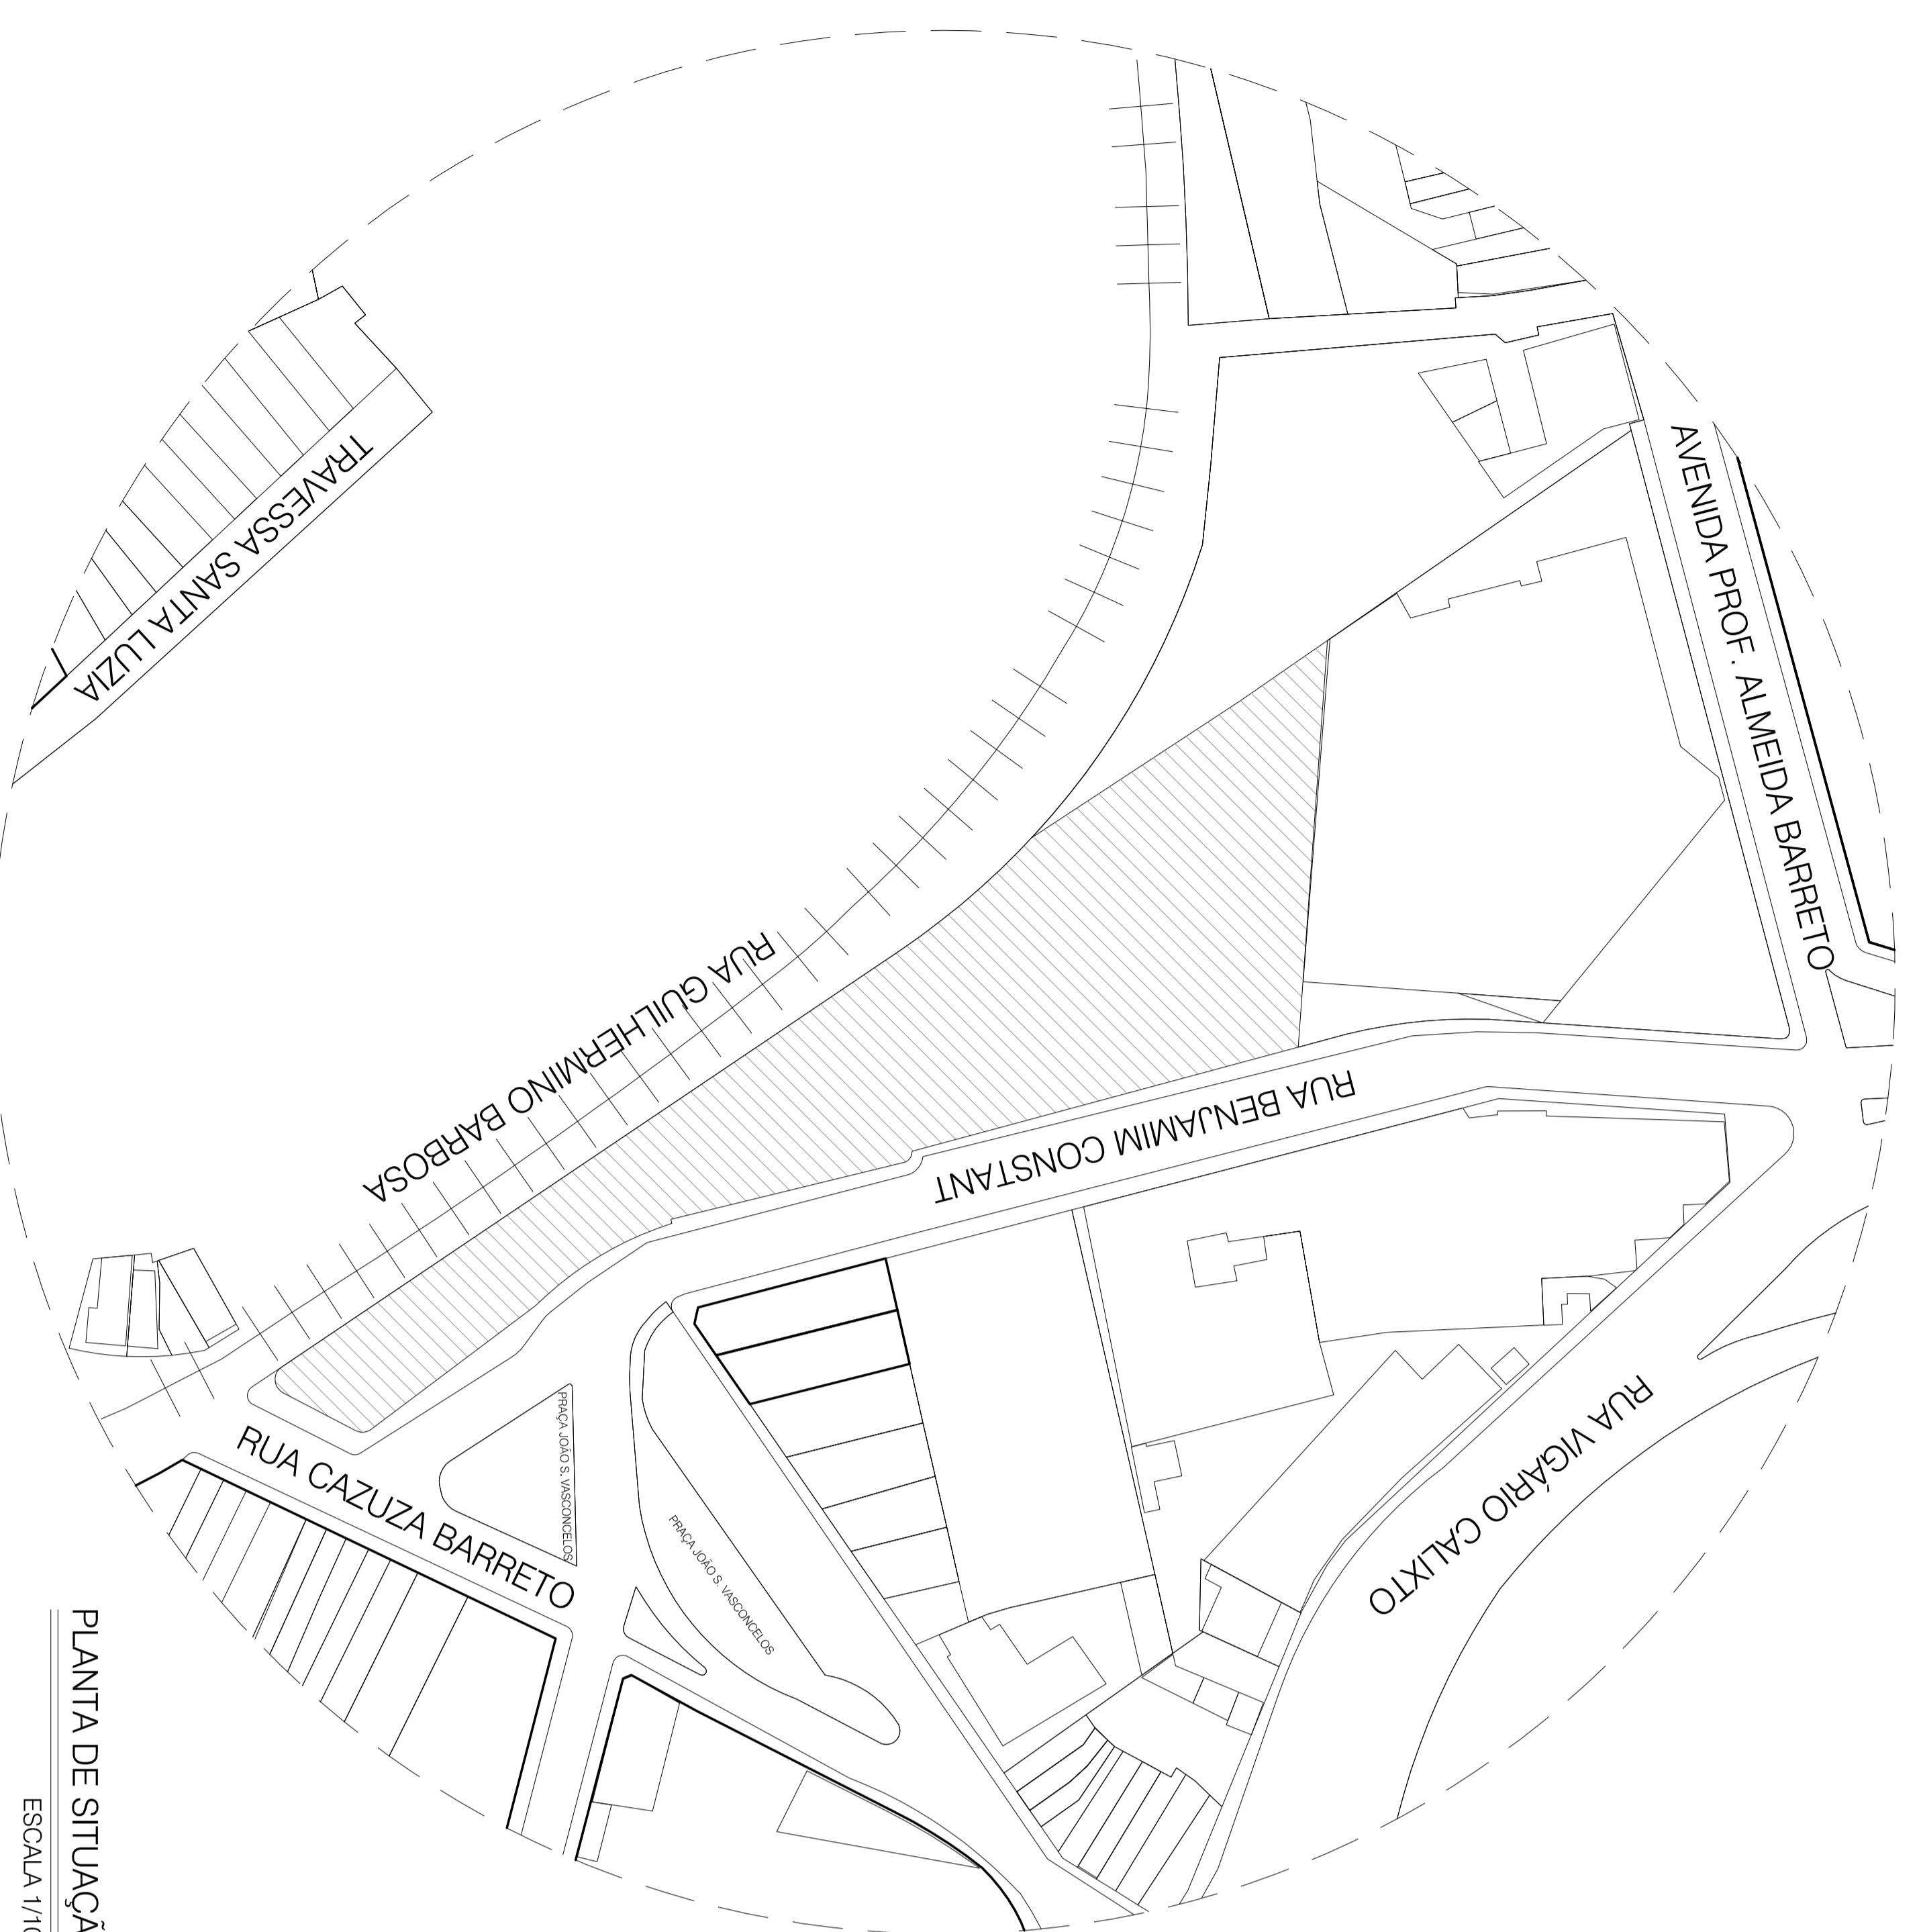 TRAVESSA SANTA LUZIA
AVENIDA PROF. ALMEIDA BARRETO
RUA GUILHERMINO BARBOSA
RUA BENJAMIM CONSTANT
RUA CAZUZA BARRETO
PRAÇA JOÃO S. VASCONCELOS
PRAÇA JOÃO S. VASCONCELOS
RUA VIGÁRIO CALIXTO
PLANTA DE SITUAÇÃ
ESCALA 1/10